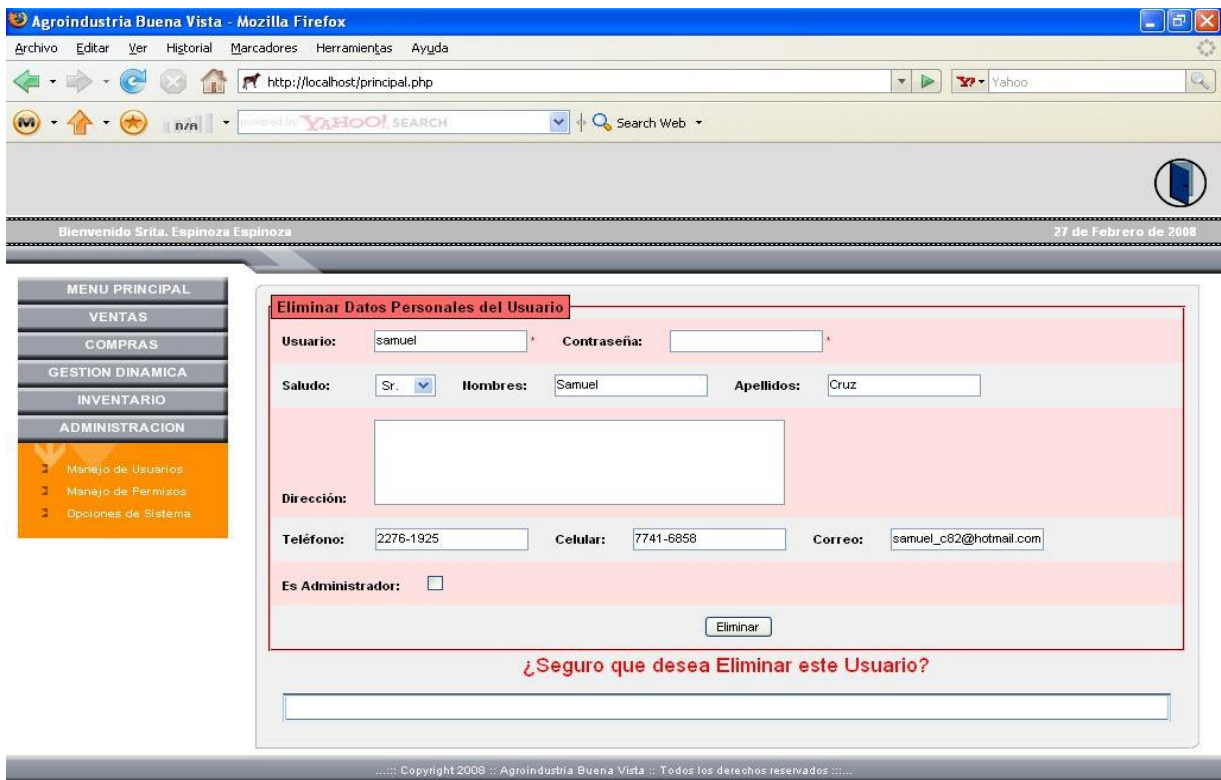 Agroindustria Buena Vista - Mozilla Firefox
Archivo Editar Ver Historial Marcadores Herramientas Ayuda
http://localhost/principal.php Yahoo
n/a powered by YAHOO! SEARCH Search Web
Bienvenido Srita. Espinoza Espinoza 27 de Febrero de 2008
MENU PRINCIPAL
VENTAS
COMPRAS
GESTION DINAMICA
INVENTARIO
ADMINISTRACION
Manejo de Usuarios
Manejo de Permisos
Opciones de Sistema
Eliminar Datos Personales del Usuario
Usuario: samuel * Contraseña: *
Saludo: Sr. Nombres: Samuel Apellidos: Cruz
Dirección:
Teléfono: 2276-1925 Celular: 7741-6858 Correo: samuel_c82@hotmail.com
Es Administrador:
Eliminar
¿Seguro que desea Eliminar este Usuario?
...::: Copyright 2008 :: Agroindustria Buena Vista :: Todos los derechos reservados :::...